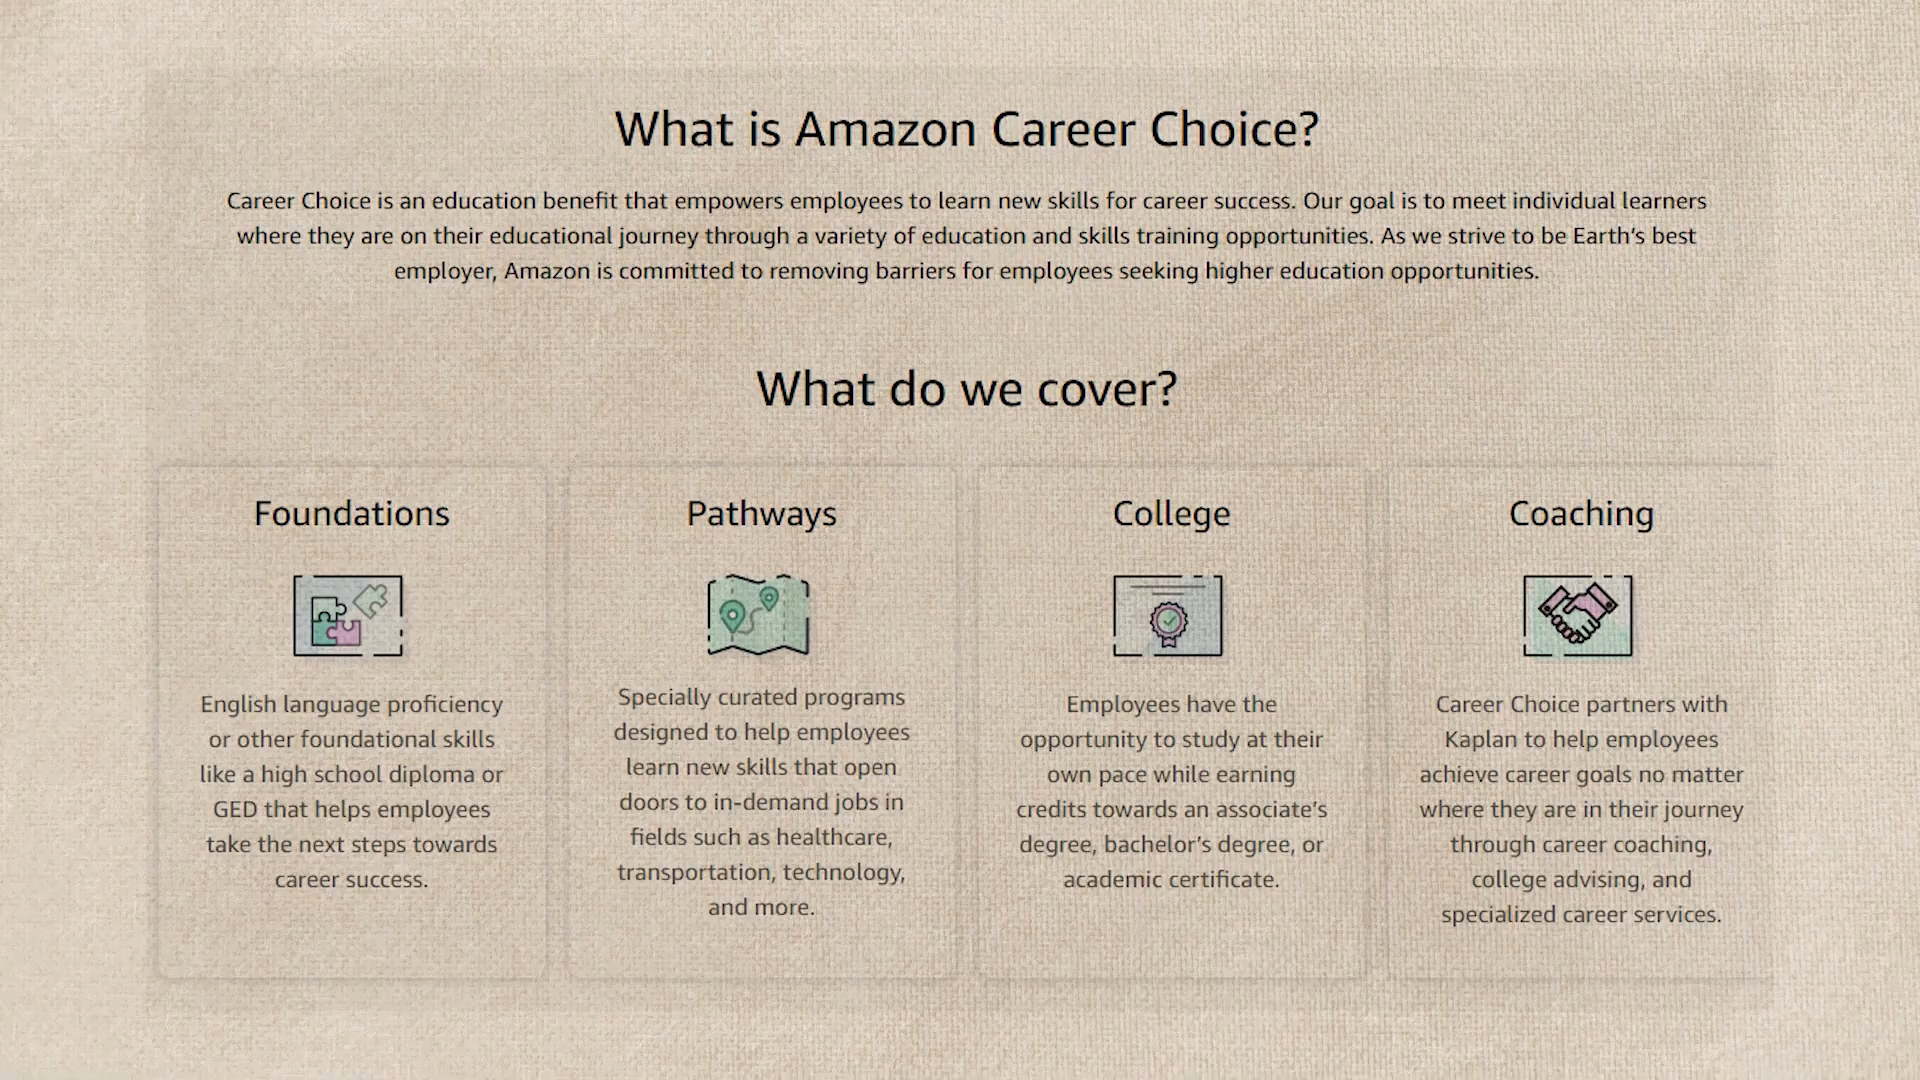 What is Amazon Career Choice?
Career Choice is an education benefit that empowers employees to learn new skills for career success. Our goal is to meet individual learners
where they are on their educational journey through a variety of education and skills training opportunities. As we strive to be Earth's best
employer, Amazon is committed to removing barriers for employees seeking higher education opportunities.
What do we cover?
Foundations
English language proficiency
or other foundational skills
like a high school diploma or
GED that helps employees
take the next steps towards
career success.
Pathways
Specially curated programs
designed to help employees
learn new skills that open
doors to in-demand jobs in
fields such as healthcare,
transportation, technology,
and more.
College
Employees have the
opportunity to study at their
own pace while earning
credits towards an associate's
degree, bachelor's degree, or
academic certificate.
Coaching
Career Choice partners with
Kaplan to help employees
achieve career goals no matter
where they are in their journey
through career coaching,
college advising, and
specialized career services.